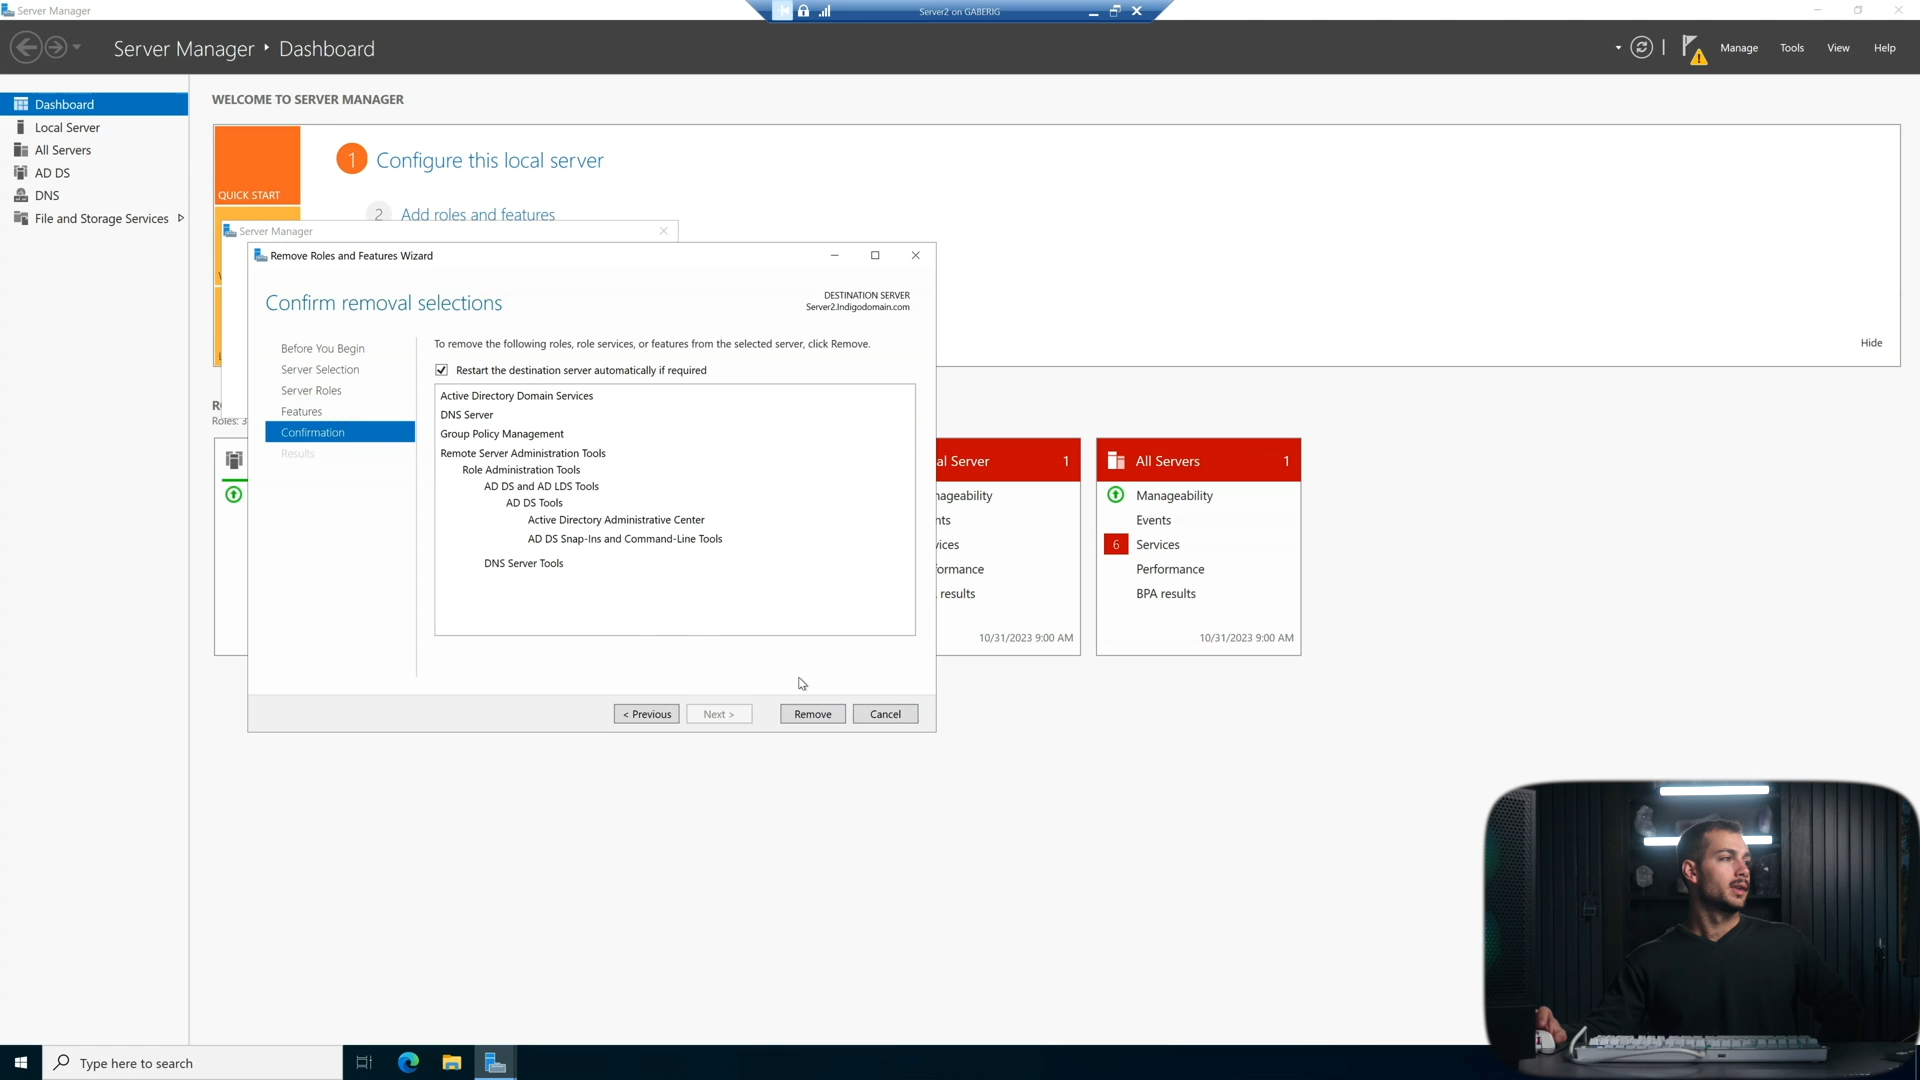 Server Manager
Server2 on GABERIG
Server Manager • Dashboard
Manage Tools View Help
Dashboard
Local Server
All Servers
AD DS
DNS
File and Storage Services
WELCOME TO SERVER MANAGER
QUICK START
1 Configure this local server
2 Add roles and features
Hide
Server Manager
Remove Roles and Features Wizard
Confirm removal selections
DESTINATION SERVER
Server2.Indigodomain.com
Before You Begin
Server Selection
Server Roles
Features
Confirmation
Results
To remove the following roles, role services, or features from the selected server, click Remove.
Restart the destination server automatically if required
Active Directory Domain Services
DNS Server
Group Policy Management
Remote Server Administration Tools
Role Administration Tools
AD DS and AD LDS Tools
AD DS Tools
Active Directory Administrative Center
AD DS Snap-Ins and Command-Line Tools
DNS Server Tools
< Previous
Next >
Remove
Cancel
Roles: 3
al Server 1
nageability
nts
vices
ormance
results
10/31/2023 9:00 AM
All Servers 1
Manageability
Events
6 Services
Performance
BPA results
10/31/2023 9:00 AM
Type here to search